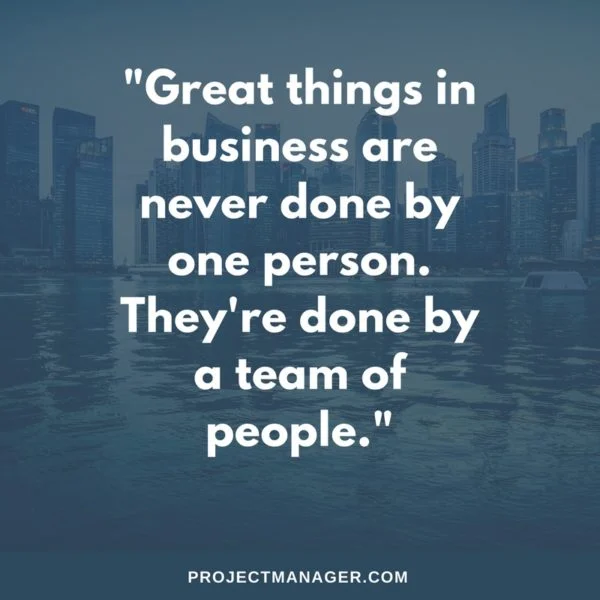 "Great things in
business are
never done by
one person.
They're done by
a team of
people."
PROJECTMANAGER.COM